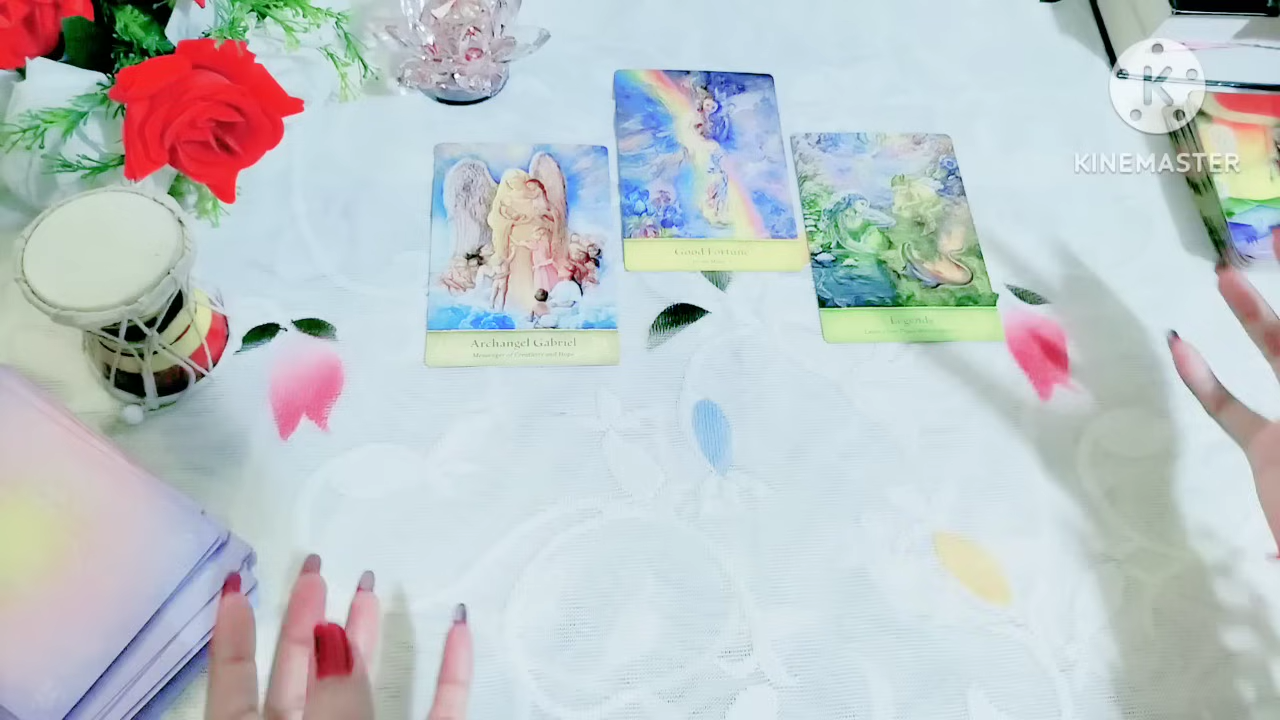 K
KINEMASTER
Good Fortune
Archangel Gabriel
Messenger of Creativity and Hope
Legends